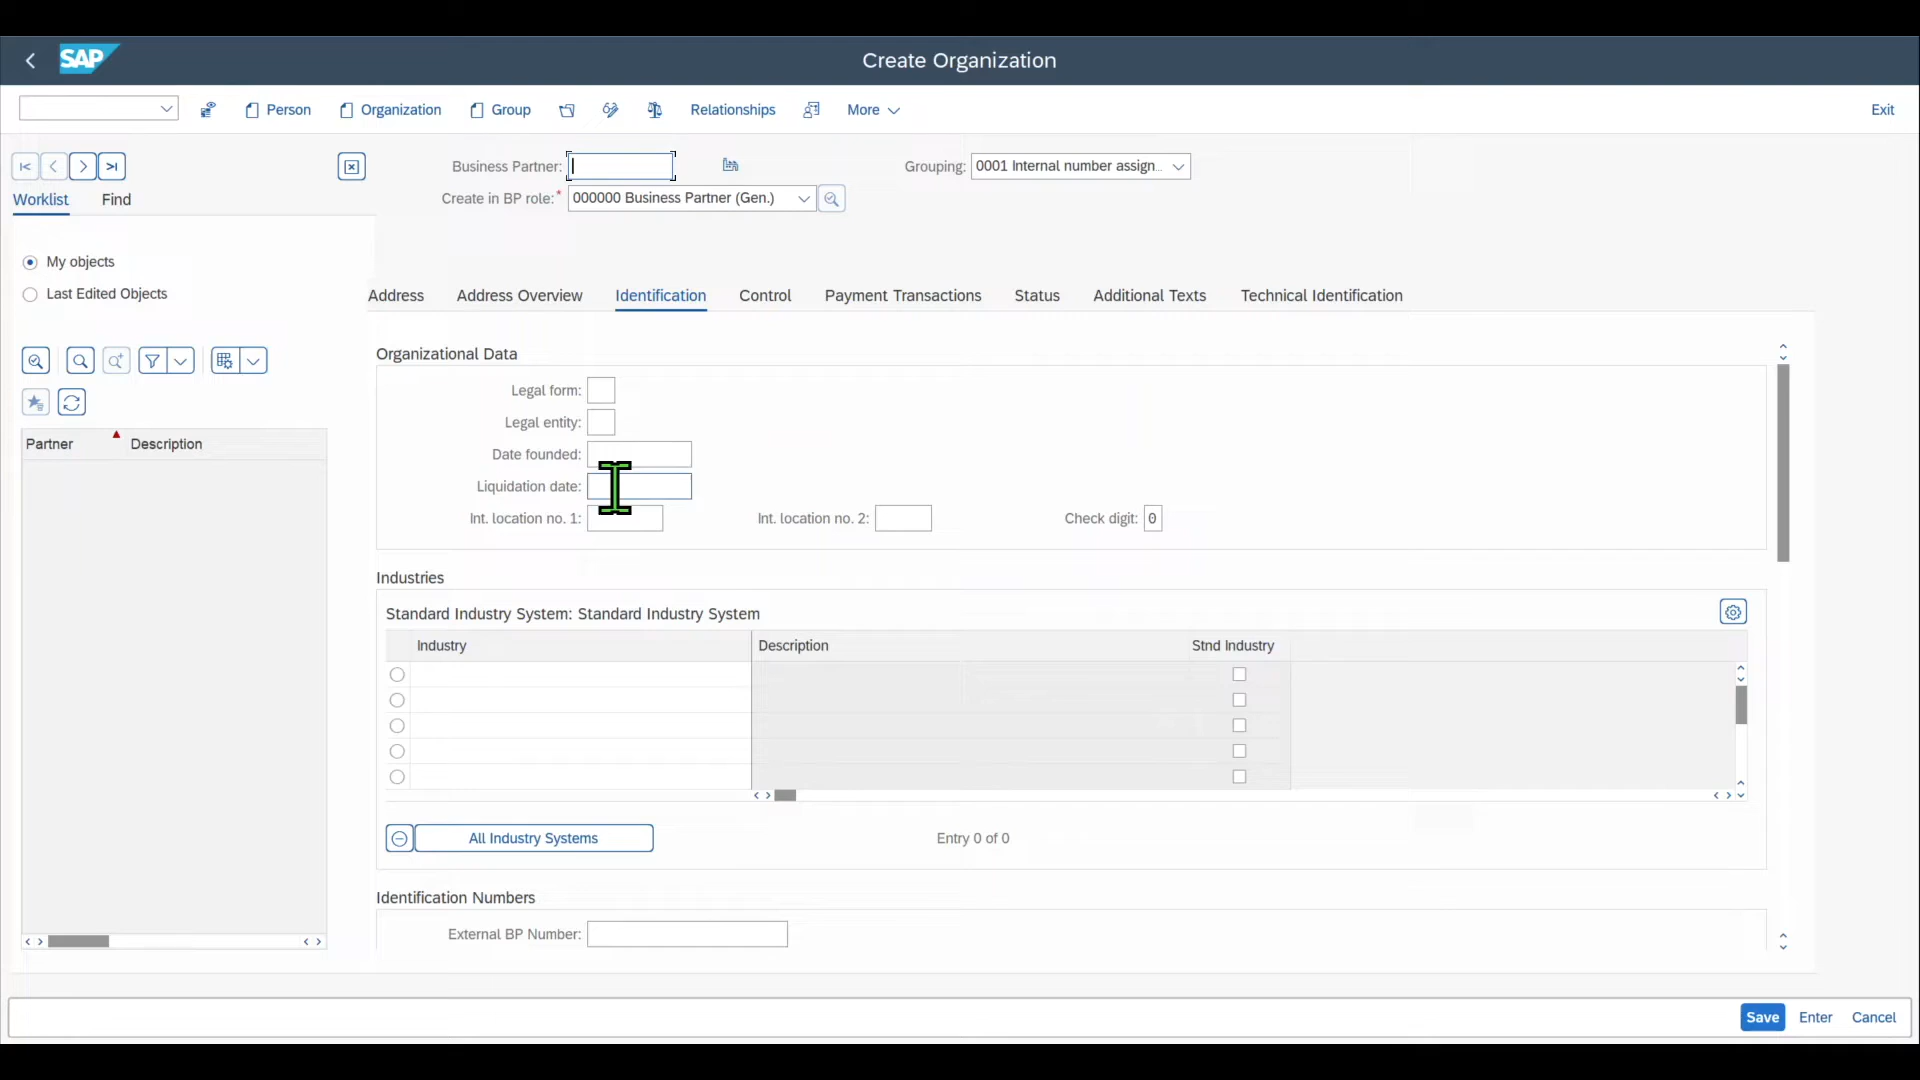 SAP
Create Organization
Person
Organization
Group
Relationships
More
Exit
Business Partner:
Grouping:
0001 Internal number assign...
Create in BP role:*
000000 Business Partner (Gen.)
Worklist
Find
My objects
Last Edited Objects
Partner
Description
Address
Address Overview
Identification
Control
Payment Transactions
Status
Additional Texts
Technical Identification
Organizational Data
Legal form:
Legal entity:
Date founded:
Liquidation date:
Int. location no. 1:
Int. location no. 2:
Check digit:
0
Industries
Standard Industry System: Standard Industry System
Industry
Description
Stnd Industry
All Industry Systems
Entry 0 of 0
Identification Numbers
External BP Number:
Save
Enter
Cancel